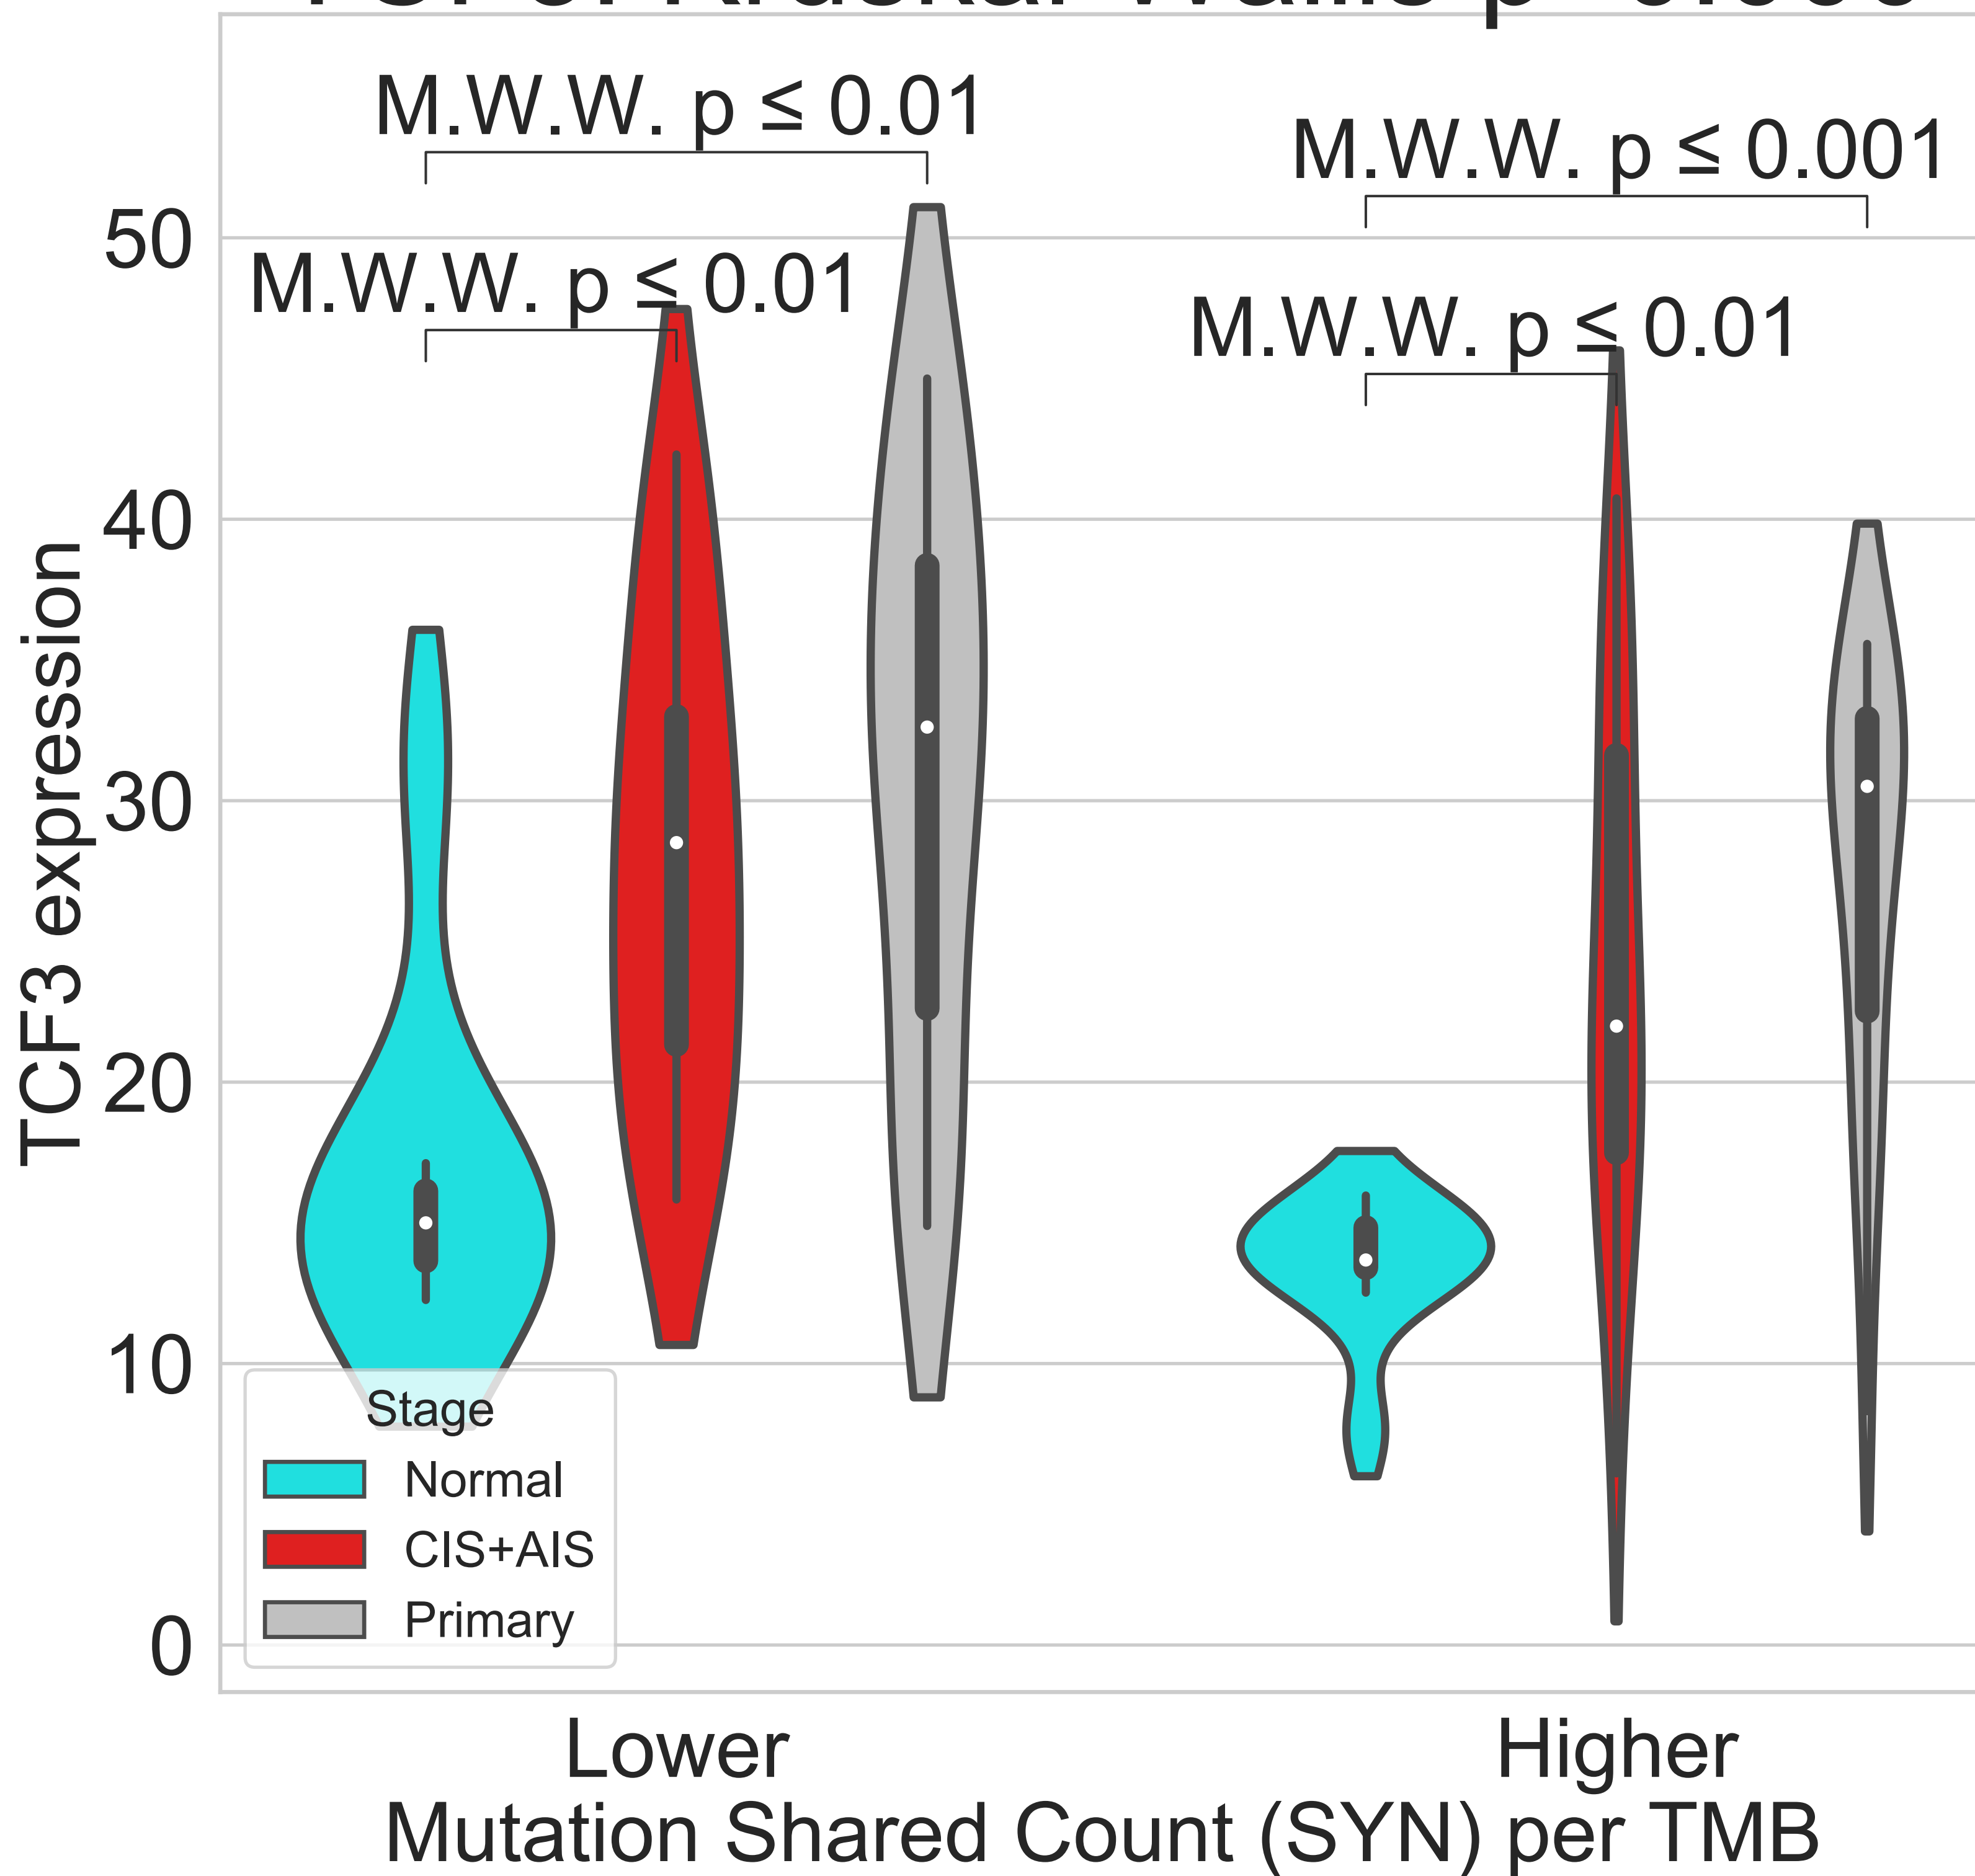 M.W.W. p ≤ 0.01
M.W.W. p ≤ 0.001
M.W.W. p ≤ 0.01
M.W.W. p ≤ 0.01
50
40
30
20
10
0
TCF3 expression
Stage
Normal
CIS+AIS
Primary
Lower
Higher
Mutation Shared Count (SYN) per TMB